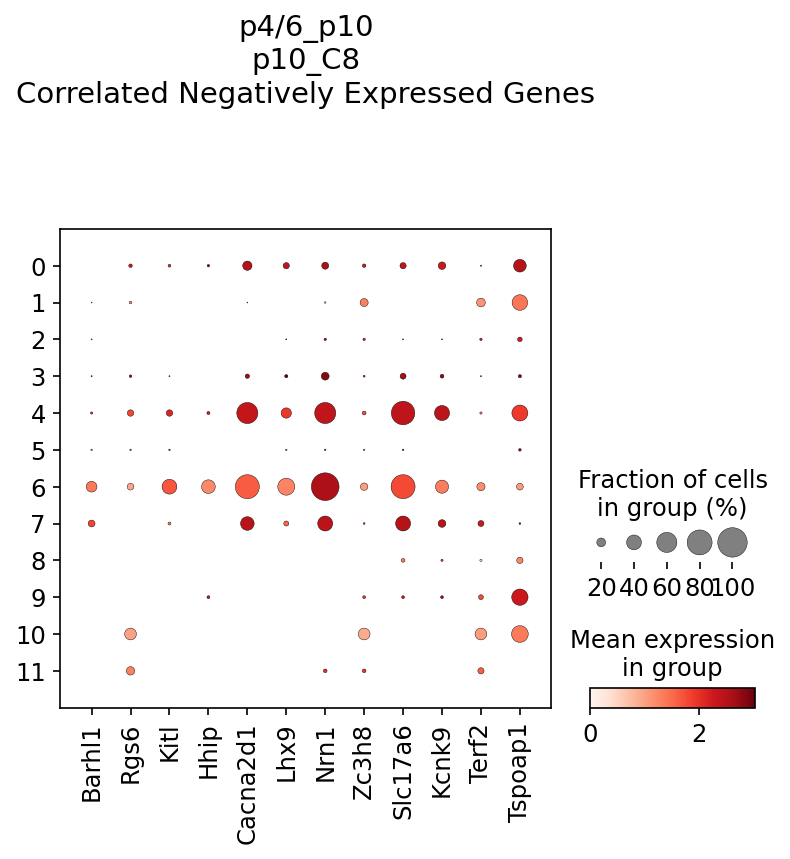 p4/6_p10
p10_C8
Correlated Negatively Expressed Genes
0
1
2
3
4
5
6
7
8
9
10
11
Barhl1 Rgs6 Kitl Hhip Cacna2d1 Lhx9 Nrn1 Zc3h8 Slc17a6 Kcnk9 Terf2 Tspoap1
Fraction of cells
in group (%)
20 40 60 80 100
Mean expression
in group
0 2